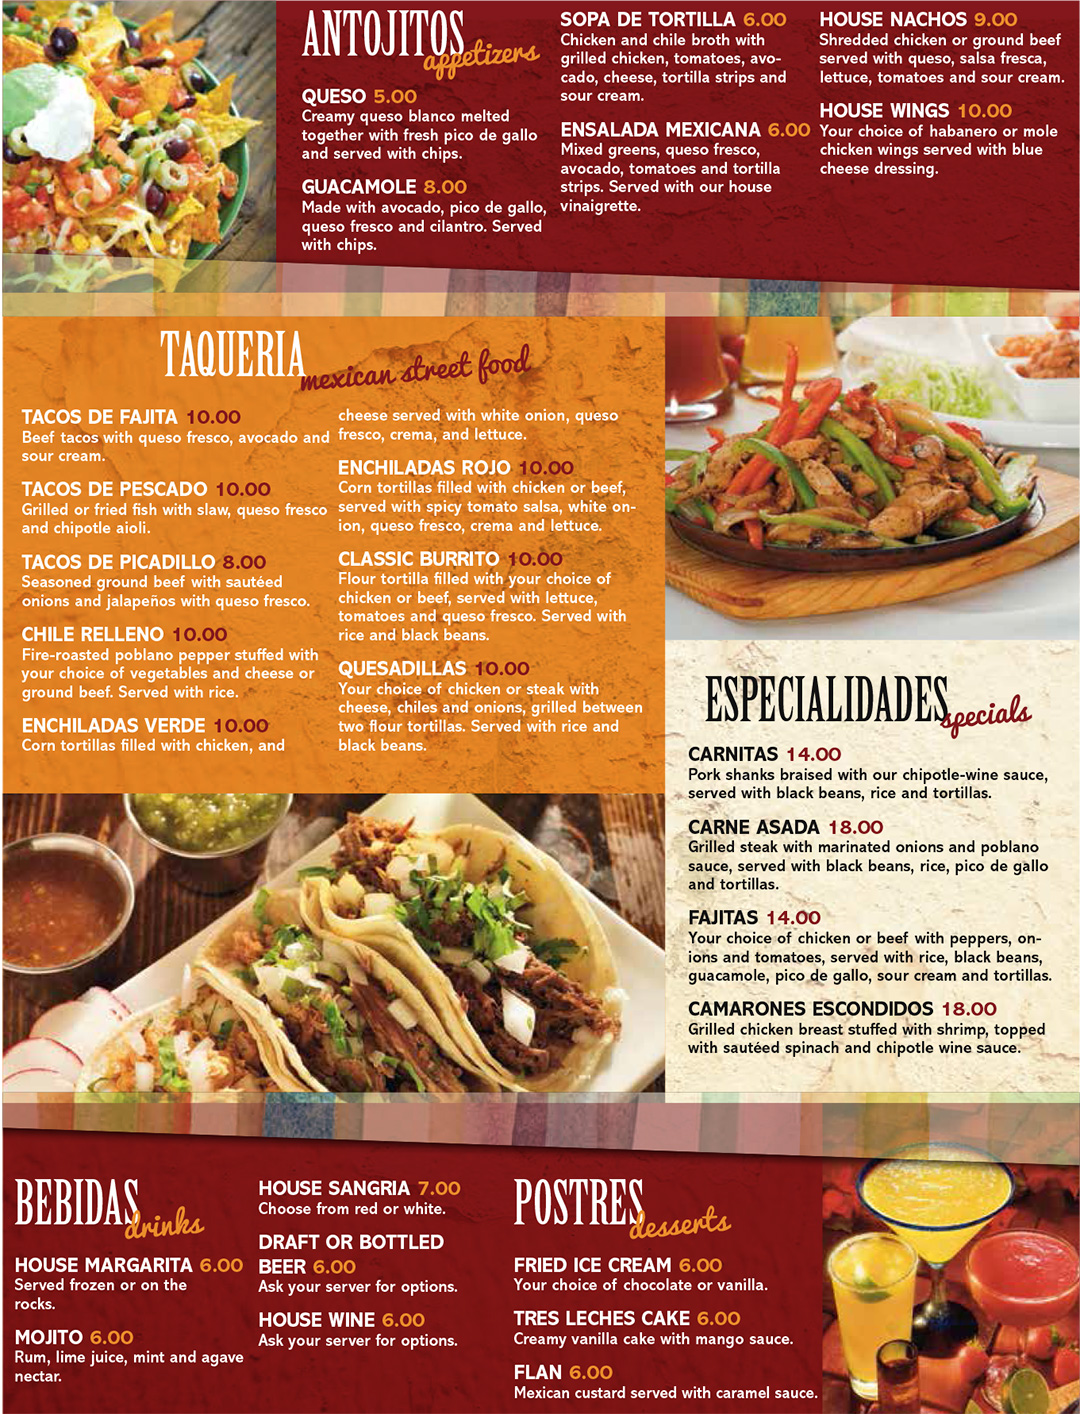 ANTOJITOS
appetizers
QUESO 5.00
Creamy queso blanco melted
together with fresh pico de gallo
and served with chips.
GUACAMOLE 8.00
Made with avocado, pico de gallo,
queso fresco and cilantro. Served
with chips.
SOPA DE TORTILLA 6.00
Chicken and chile broth with
grilled chicken, tomatoes, avo-
cado, cheese, tortilla strips and
sour cream.
ENSALADA MEXICANA 6.00
Mixed greens, queso fresco,
avocado, tomatoes and tortilla
strips. Served with our house
vinaigrette.
HOUSE NACHOS 9.00
Shredded chicken or ground beef
served with queso, salsa fresca,
lettuce, tomatoes and sour cream.
HOUSE WINGS 10.00
Your choice of habanero or mole
chicken wings served with blue
cheese dressing.
TAQUERIA
mexican street food
TACOS DE FAJITA 10.00
Beef tacos with queso fresco, avocado and
sour cream.
TACOS DE PESCADO 10.00
Grilled or fried fish with slaw, queso fresco
and chipotle aioli.
TACOS DE PICADILLO 8.00
Seasoned ground beef with sautéed
onions and jalapeños with queso fresco.
CHILE RELLENO 10.00
Fire-roasted poblano pepper stuffed with
your choice of vegetables and cheese or
ground beef. Served with rice.
ENCHILADAS VERDE 10.00
Corn tortillas filled with chicken, and
cheese served with white onion, queso
fresco, crema, and lettuce.
ENCHILADAS ROJO 10.00
Corn tortillas filled with chicken or beef,
served with spicy tomato salsa, white on-
ion, queso fresco, crema and lettuce.
CLASSIC BURRITO 10.00
Flour tortilla filled with your choice of
chicken or beef, served with lettuce,
tomatoes and queso fresco. Served with
rice and black beans.
QUESADILLAS 10.00
Your choice of chicken or steak with
cheese, chiles and onions, grilled between
two flour tortillas. Served with rice and
black beans.
ESPECIALIDADES
specials
CARNITAS 14.00
Pork shanks braised with our chipotle-wine sauce,
served with black beans, rice and tortillas.
CARNE ASADA 18.00
Grilled steak with marinated onions and poblano
sauce, served with black beans, rice, pico de gallo
and tortillas.
FAJITAS 14.00
Your choice of chicken or beef with peppers, on-
ions and tomatoes, served with rice, black beans,
guacamole, pico de gallo, sour cream and tortillas.
CAMARONES ESCONDIDOS 18.00
Grilled chicken breast stuffed with shrimp, topped
with sautéed spinach and chipotle wine sauce.
BEBIDAS
drinks
HOUSE MARGARITA 6.00
Served frozen or on the
rocks.
MOJITO 6.00
Rum, lime juice, mint and agave
nectar.
HOUSE SANGRIA 7.00
Choose from red or white.
DRAFT OR BOTTLED
BEER 6.00
Ask your server for options.
HOUSE WINE 6.00
Ask your server for options.
POSTRES
desserts
FRIED ICE CREAM 6.00
Your choice of chocolate or vanilla.
TRES LECHES CAKE 6.00
Creamy vanilla cake with mango sauce.
FLAN 6.00
Mexican custard served with caramel sauce.